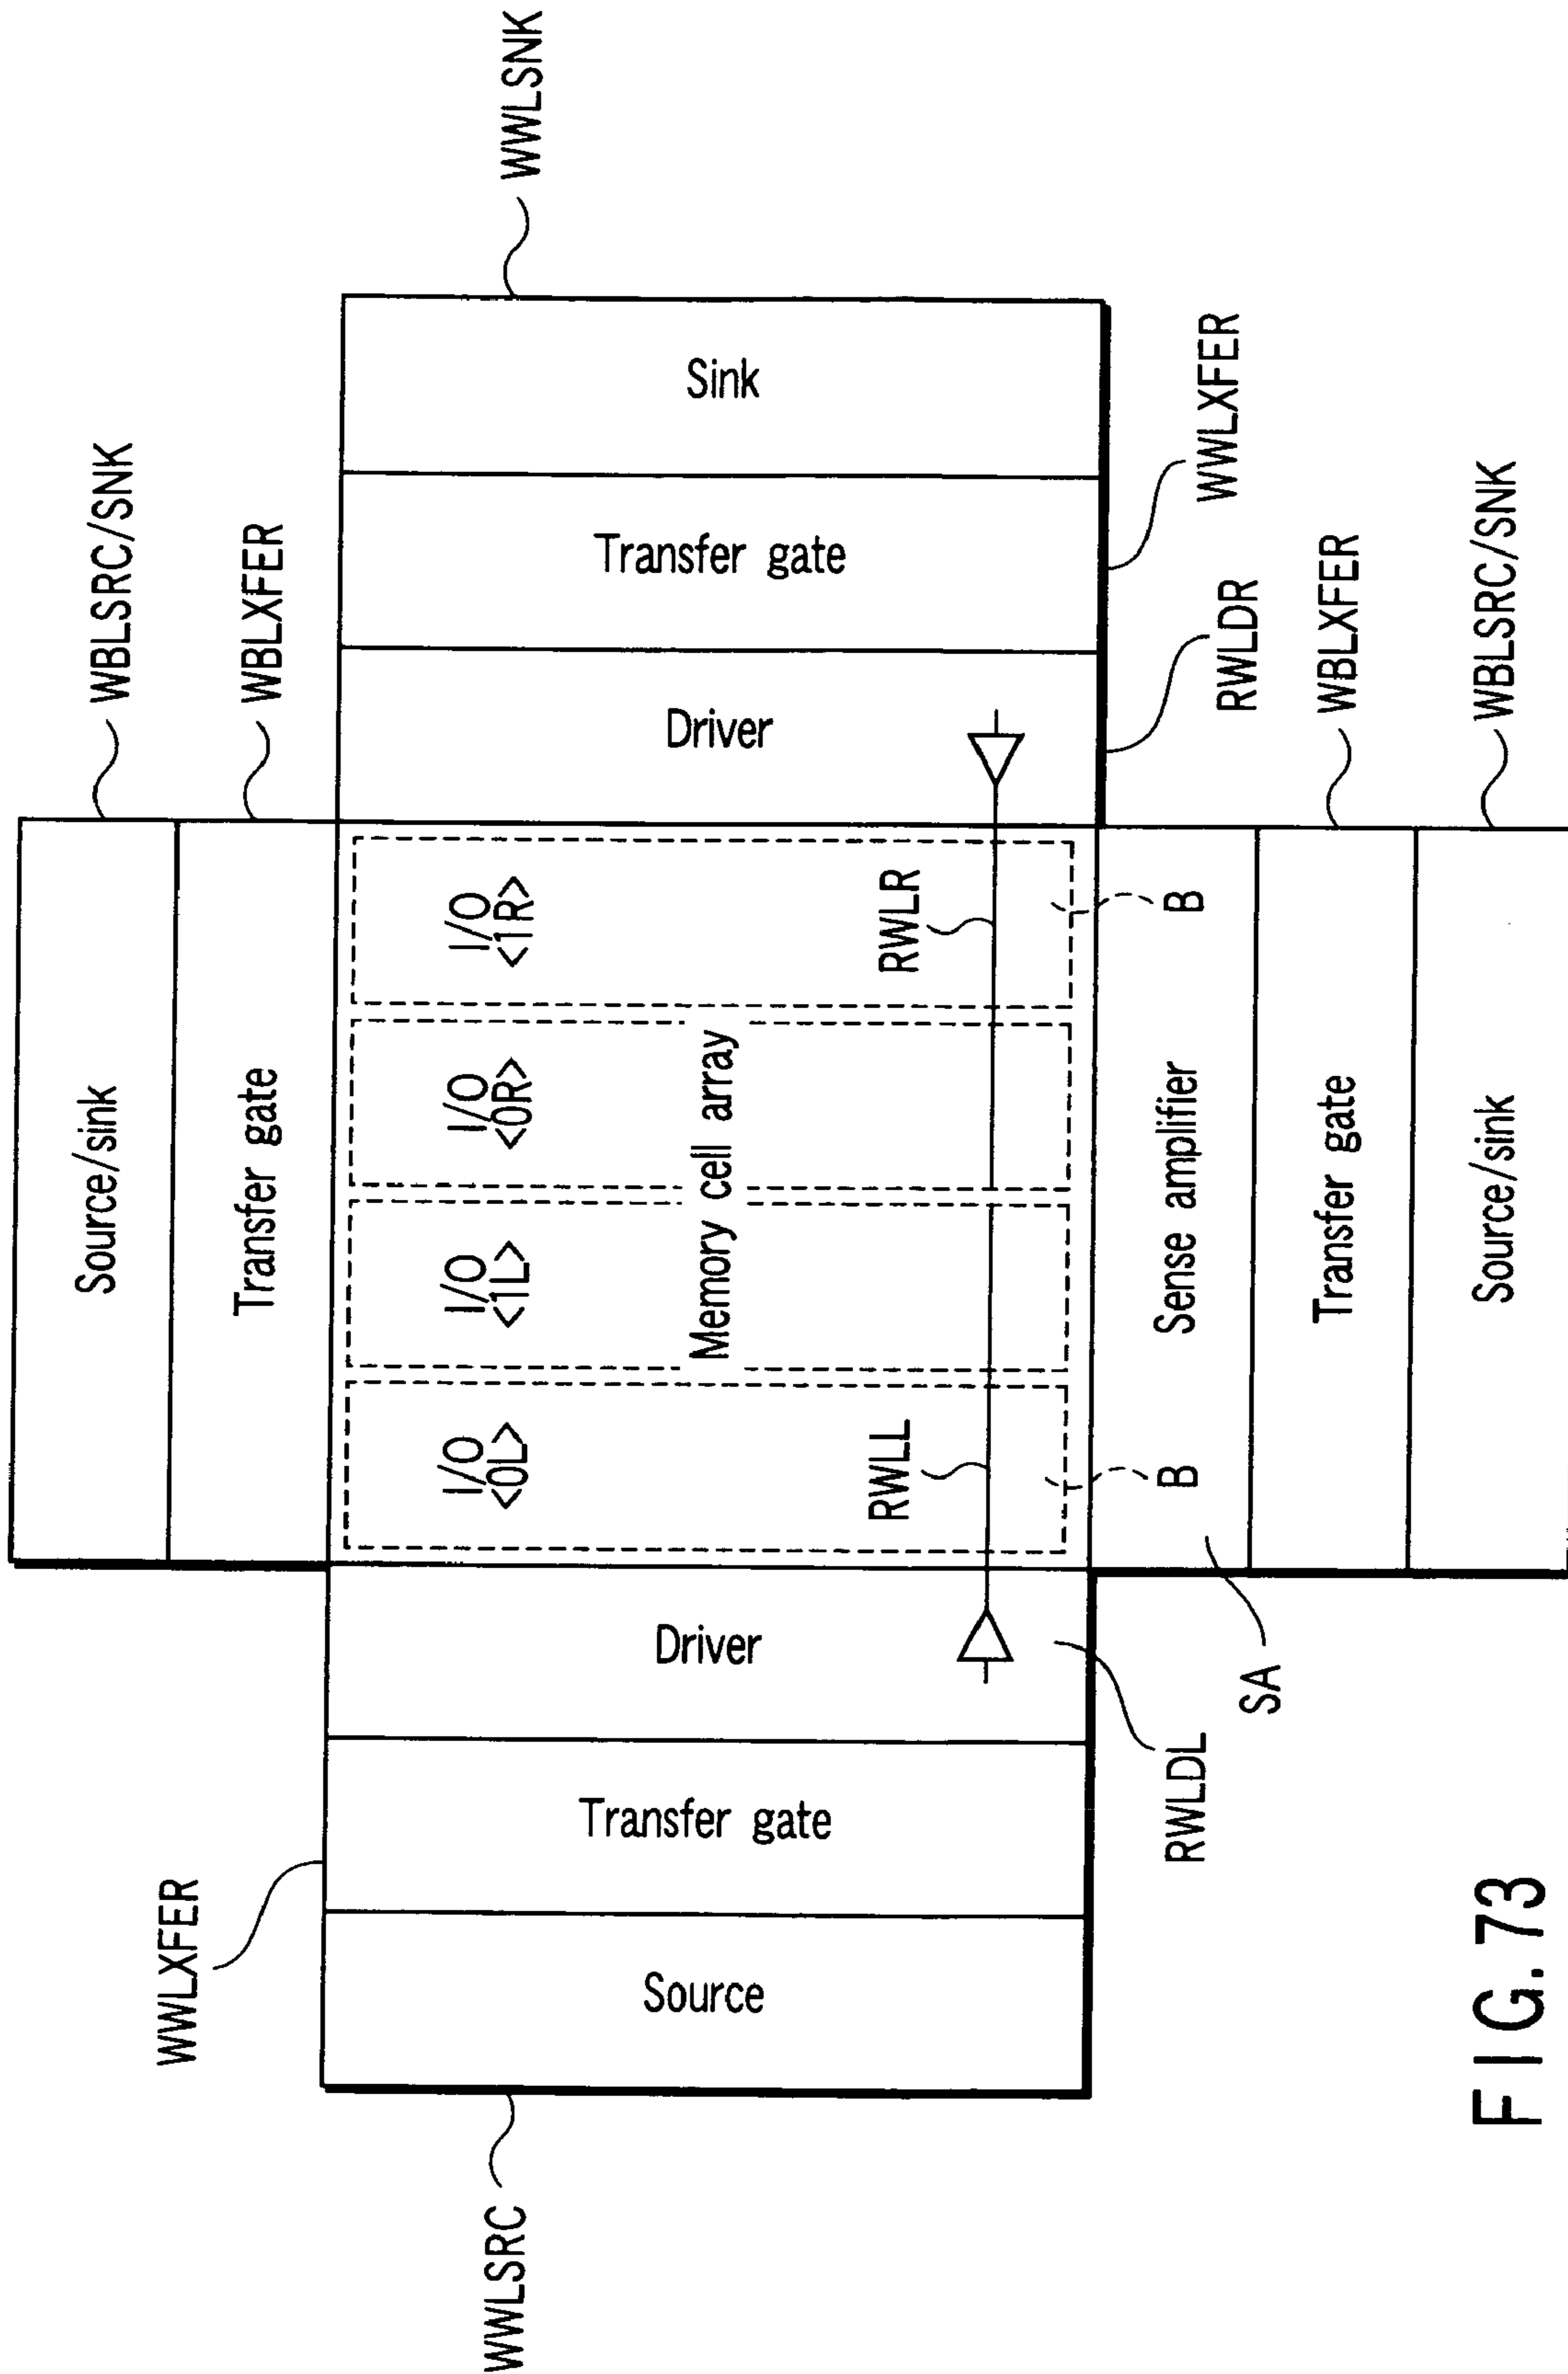 WBLSRC/SNK
Source/sink
WBLXFER
Transfer gate
WWLSRC
Source
WWLXFER
Transfer gate
Driver
RWLDL
I/O
<0L>
I/O
<1L>
I/O
<0R>
I/O
<1R>
Memory cell array
RWLL
RWLR
B
B
Driver
RWLDR
Transfer gate
WWLXFER
Sink
WWLSNK
SA
Sense amplifier
Transfer gate
WBLXFER
Source/sink
WBLSRC/SNK
FIG. 73